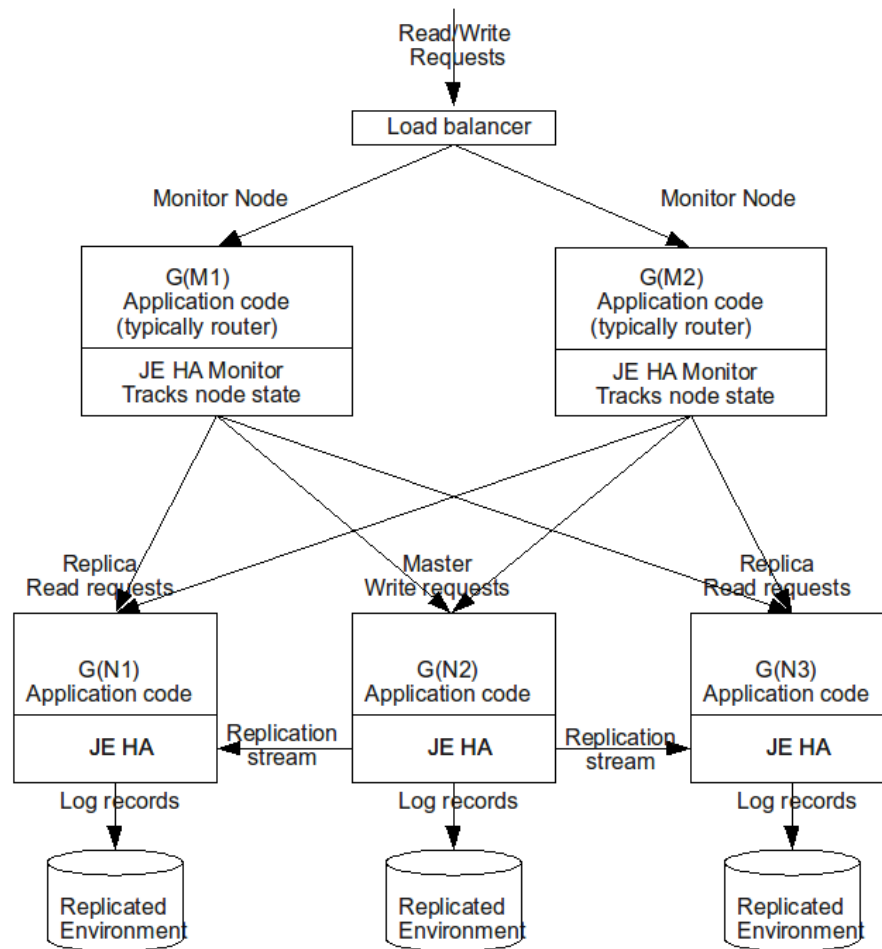 Read/Write
Requests
Load balancer
Monitor Node
Monitor Node
G(M1)
Application code
(typically router)
JE HA Monitor
Tracks node state
G(M2)
Application code
(typically router)
JE HA Monitor
Tracks node state
Replica
Read requests
Master
Write requests
Replica
Read requests
G(N1)
Application code
JE HA
Replication
stream
G(N2)
Application code
JE HA
Replication
stream
G(N3)
Application code
JE HA
Log records
Log records
Log records
Replicated
Environment
Replicated
Environment
Replicated
Environment